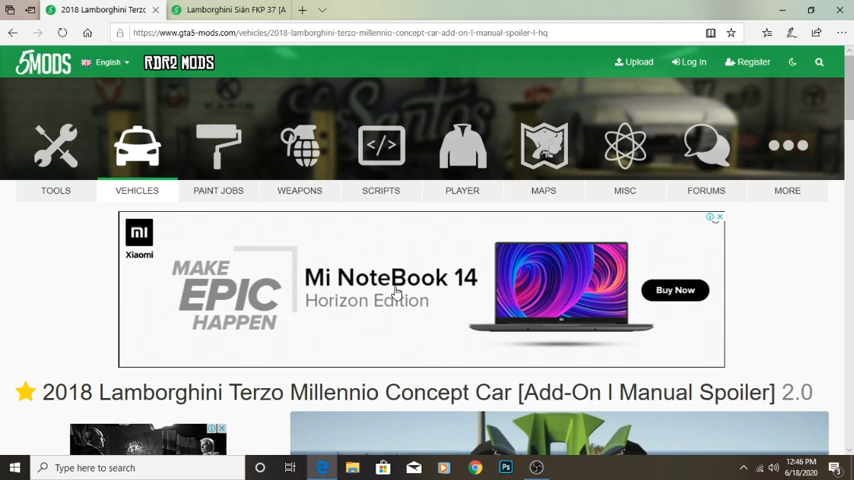 2018 Lamborghini Terzo
Lamborghini Sián FKP 37 [A
https://www.gta5-mods.com/vehicles/2018-lamborghini-terzo-millennio-concept-car-add-on-l-manual-spoiler-l-hq
5MODS
English
RDR2 MODS
Upload
Log In
Register
TOOLS
VEHICLES
PAINT JOBS
WEAPONS
SCRIPTS
PLAYER
MAPS
MISC
FORUMS
MORE
mi
Xiaomi
MAKE
EPIC
HAPPEN
Mi NoteBook 14
Horizon Edition
Buy Now
2018 Lamborghini Terzo Millennio Concept Car [Add-On l Manual Spoiler] 2.0
Type here to search
Ps
12:46 PM
6/18/2020
3